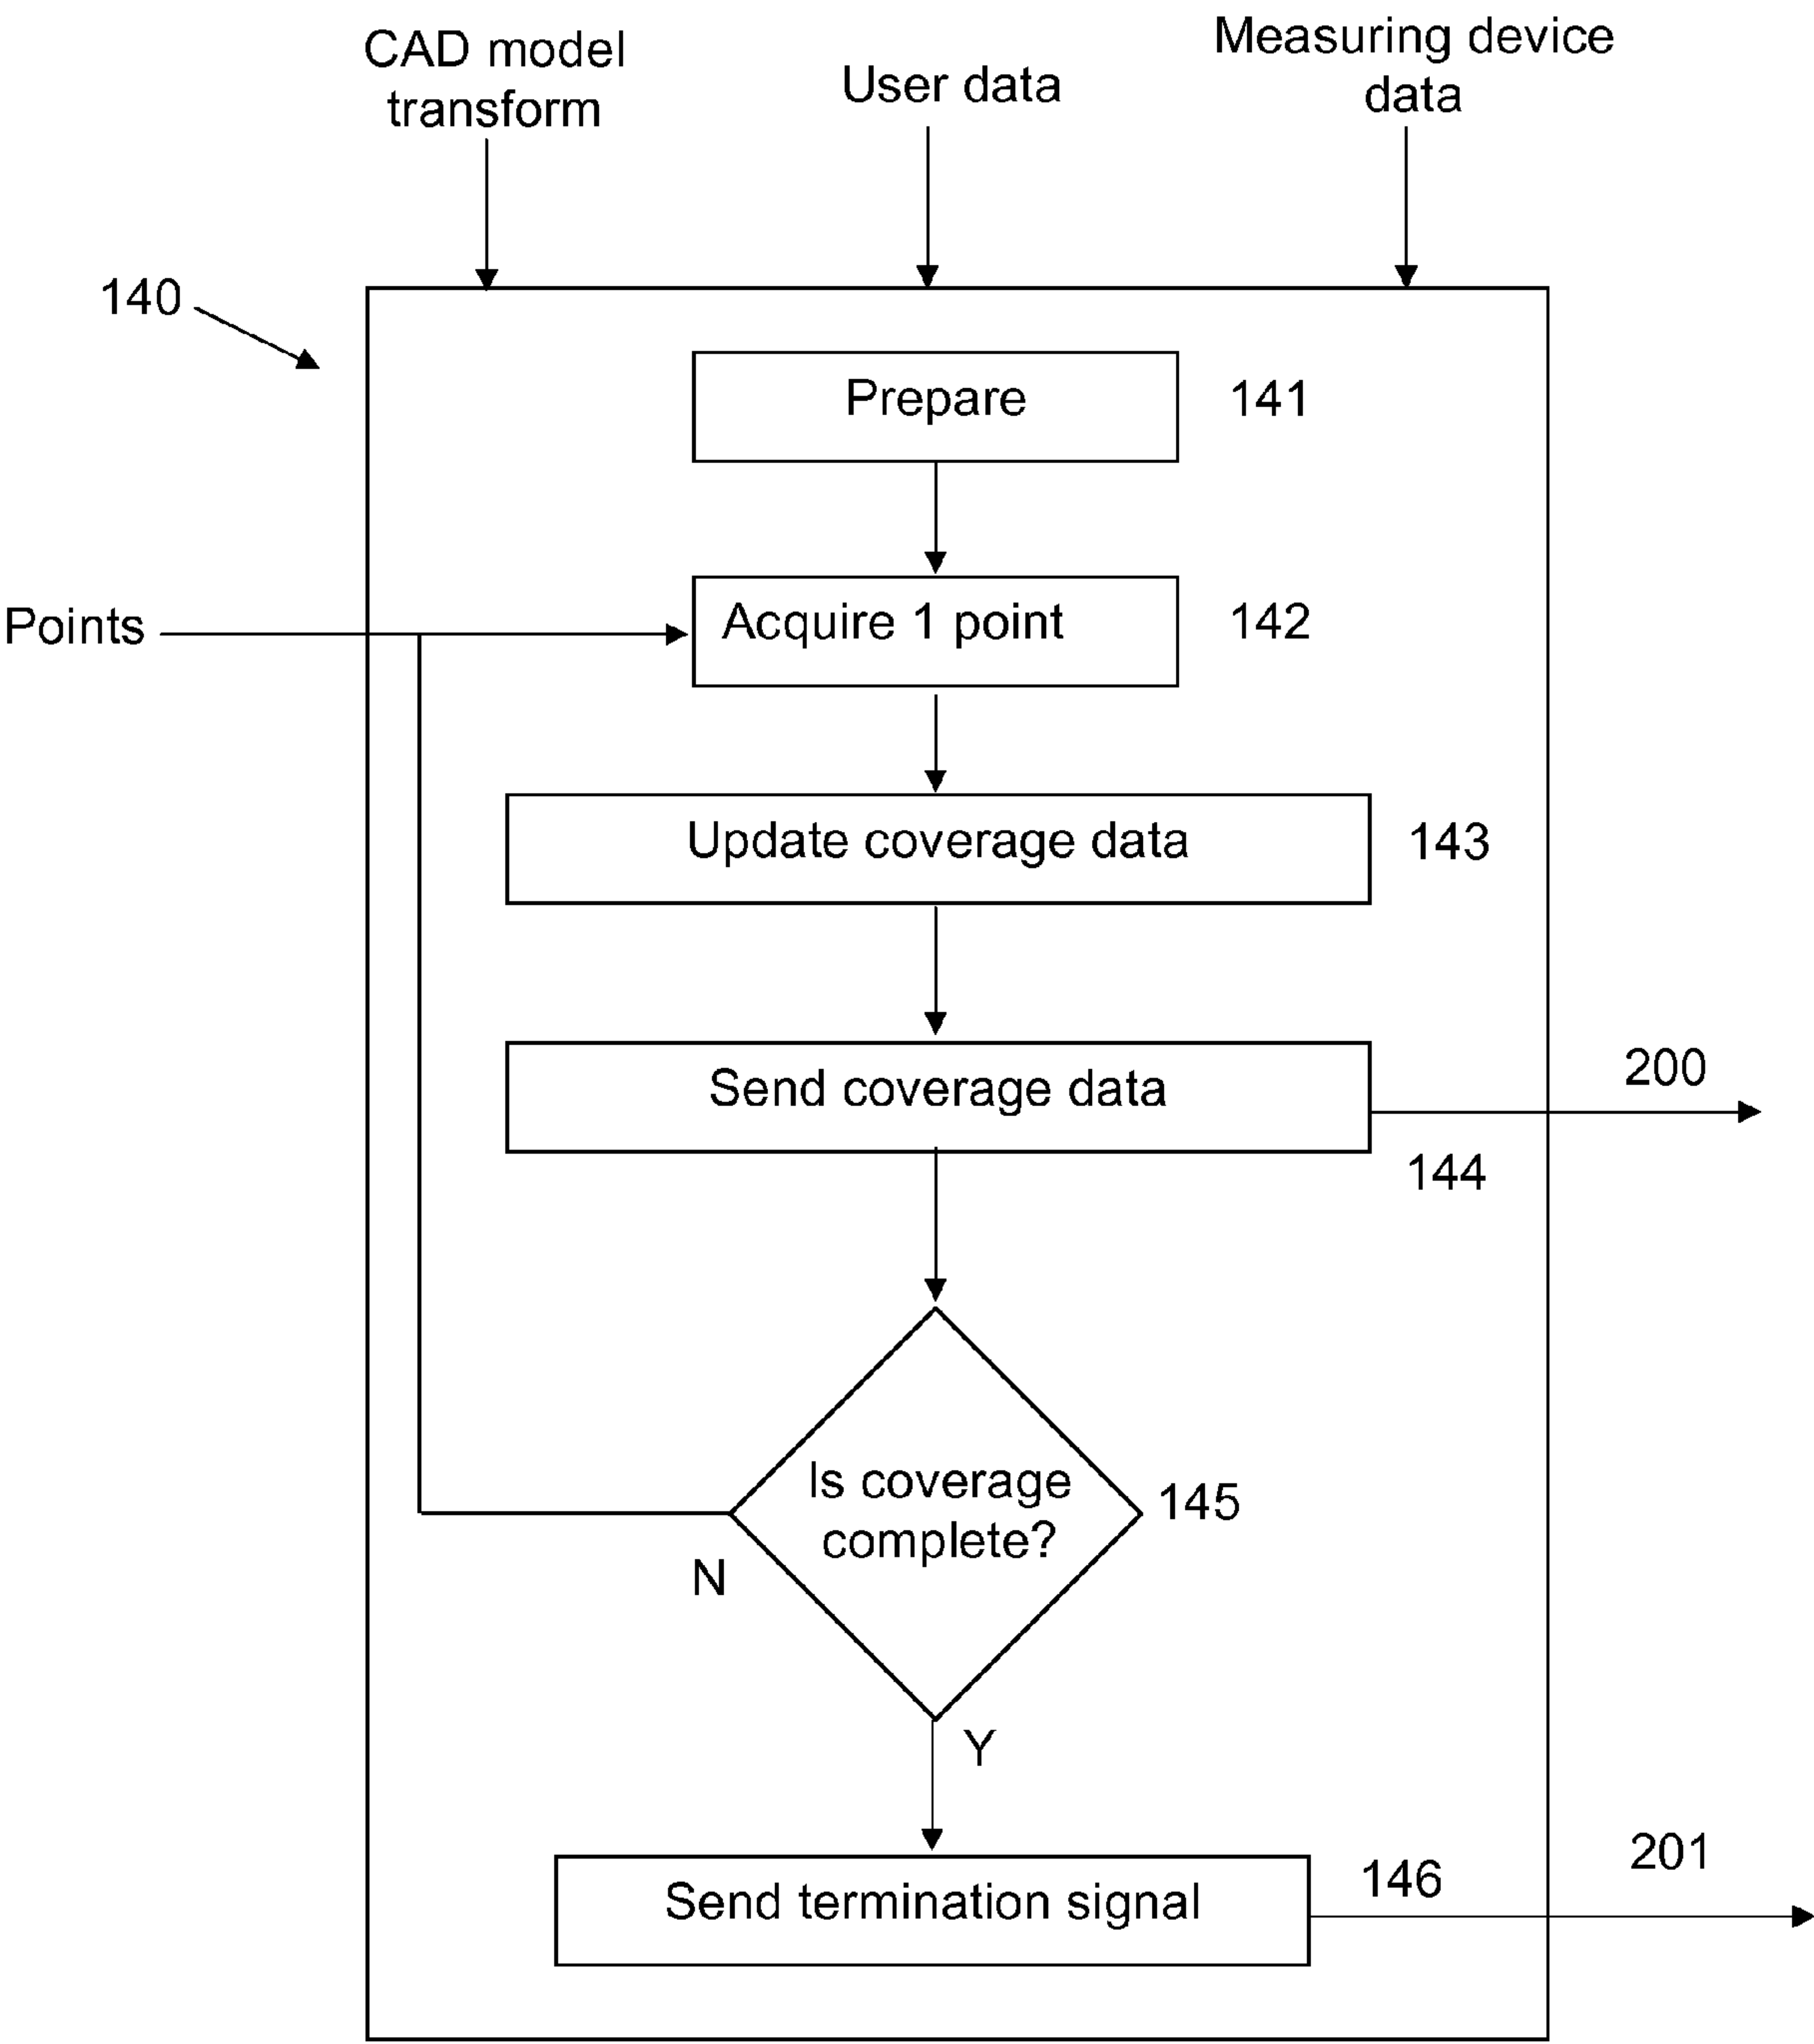 CAD model
transform
User data
Measuring device
data
140
Prepare
141
Points
Acquire 1 point
142
Update coverage data
143
Send coverage data
200
144
Is coverage
complete?
145
N
Y
Send termination signal
146
201